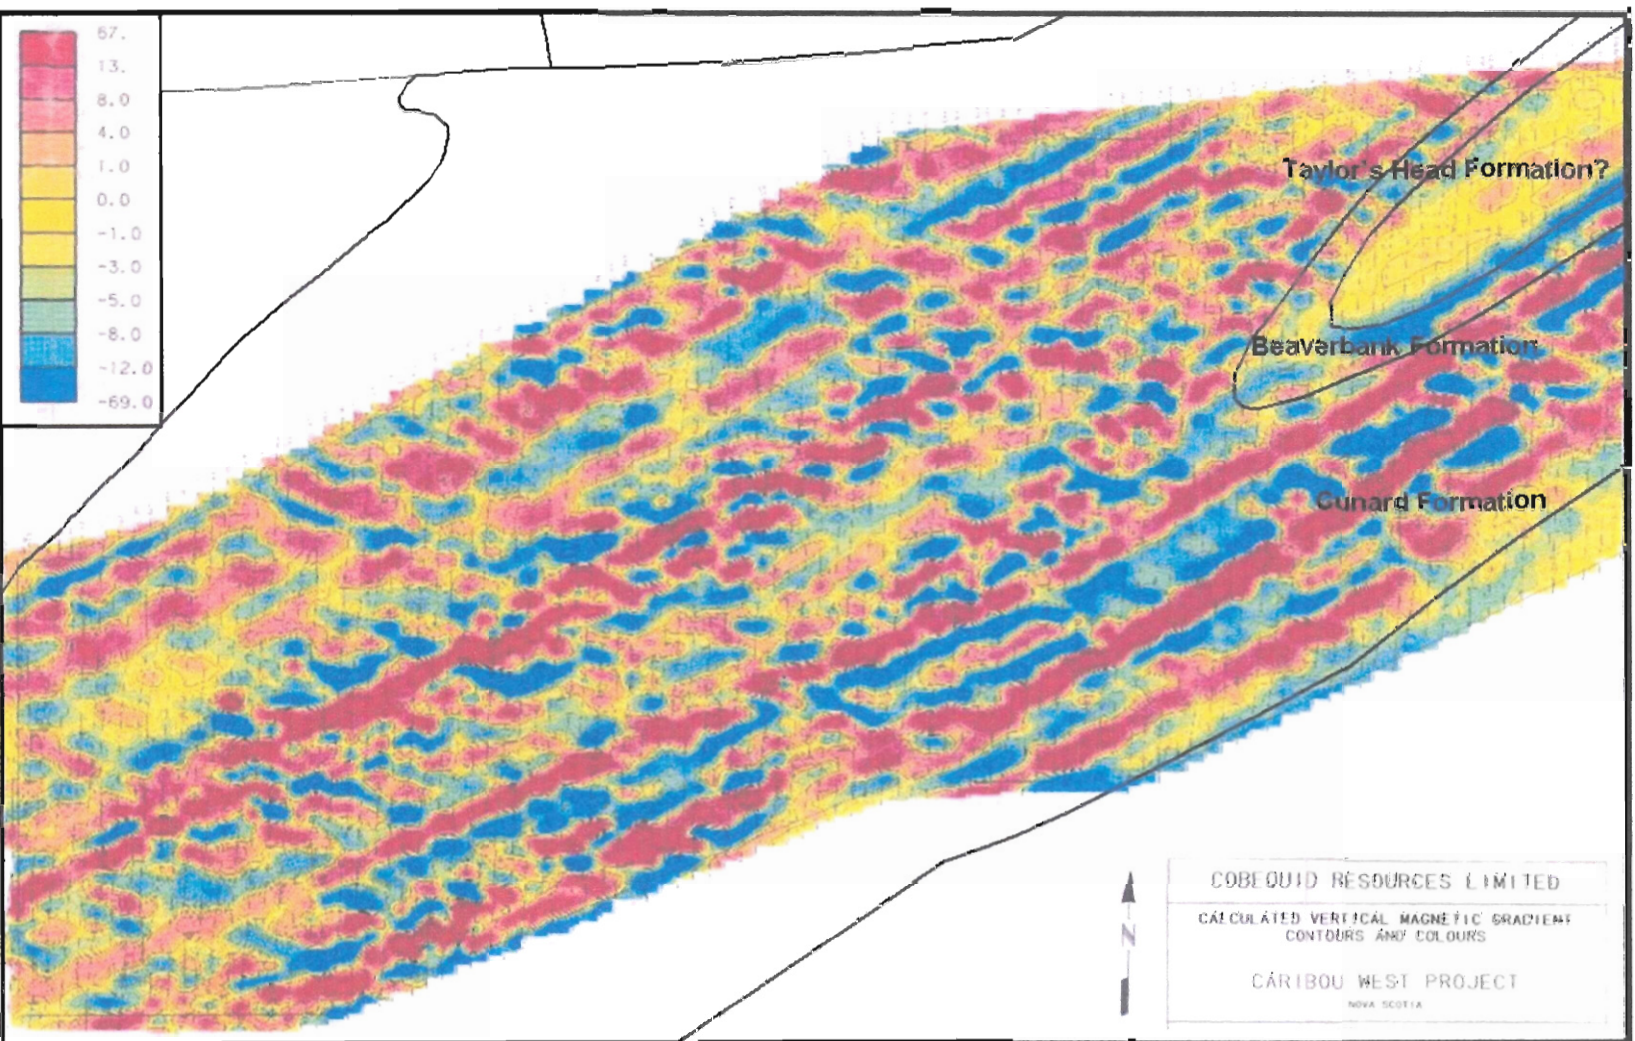 67.
13.
8.0
4.0
1.0
0.0
-1.0
-3.0
-5.0
-8.0
-12.0
-69.0
Taylor's Head Formation?
Beaverbank Formation
Cunard Formation
N
COBEQUID RESOURCES LIMITED
CALCULATED VERTICAL MAGNETIC GRADIENT
CONTOURS AND COLOURS
CARIBOU WEST PROJECT
NOVA SCOTIA